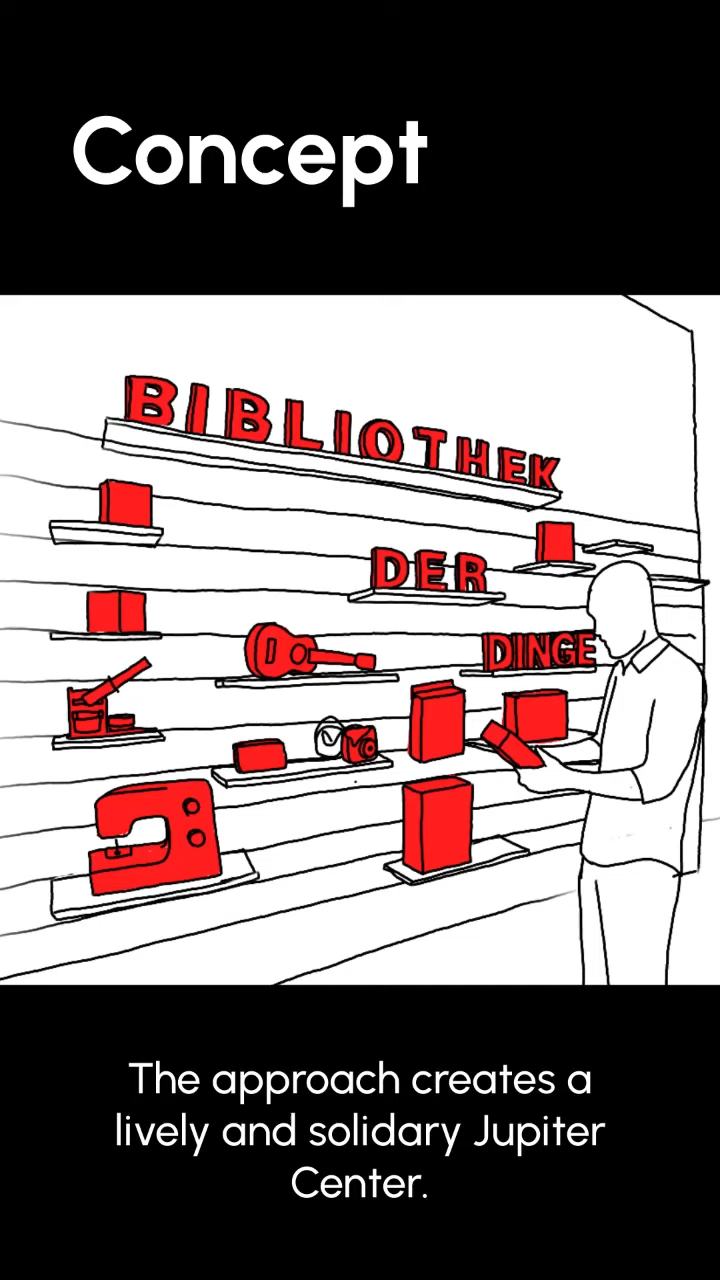 Concept
BIBLIOTHEK
DER
DINGE
The approach creates a
lively and solidary Jupiter
Center.